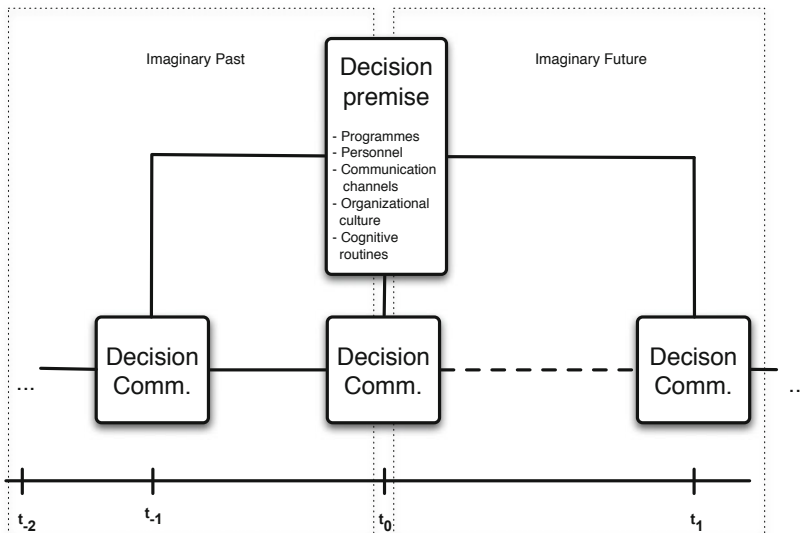 Imaginary Past
Decision
premise
Imaginary Future
- Programmes
- Personnel
- Communication
channels
- Organizational
culture
- Cognitive
routines
...
Decision
Comm.
Decision
Comm.
Decison
Comm.
..
t-2
t-1
t0
t1